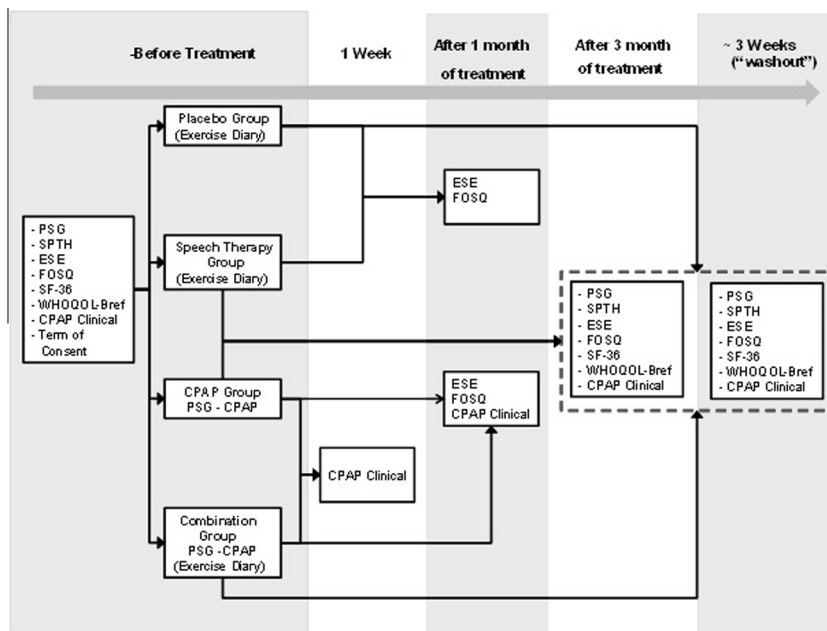 -Before Treatment
1 Week
After 1 month
of treatment
After 3 month
of treatment
~ 3 Weeks
("washout")
- PSG
- SPTH
- ESE
- FOSQ
- SF-36
- WHOQOL-Bref
- CPAP Clinical
- Term of
Consent
Placebo Group
(Exercise Diary)
Speech Therapy
Group
(Exercise Diary)
CPAP Group
PSG - CPAP
Combination
Group
PSG -CPAP
(Exercise Diary)
CPAP Clinical
ESE
FOSQ
ESE
FOSQ
CPAP Clinical
- PSG
- SPTH
- ESE
- FOSQ
- SF-36
- WHOQOL-Bref
- CPAP Clinical
- PSG
- SPTH
- ESE
- FOSQ
- SF-36
- WHOQOL-Bref
- CPAP Clinical